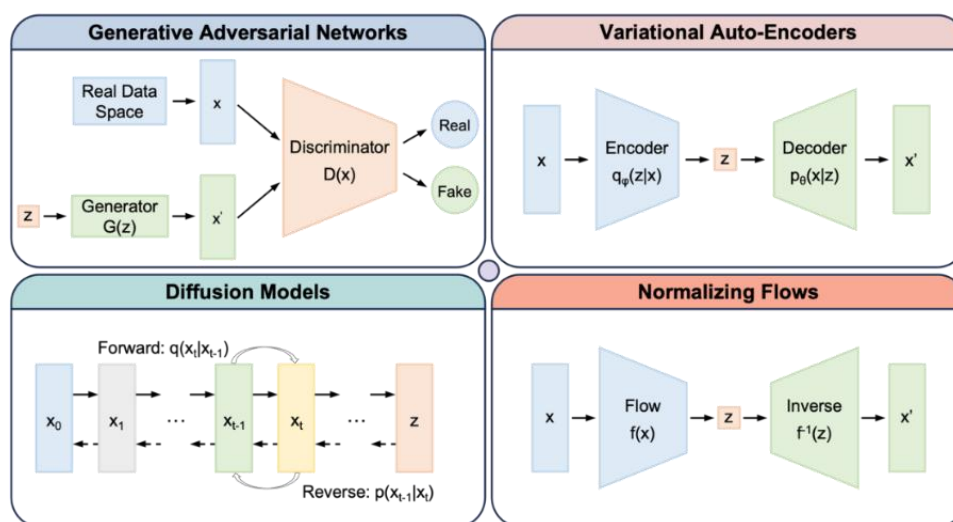 Generative Adversarial Networks
Real Data
Space
x
Discriminator
D(x)
Real
Fake
z
Generator
G(z)
x'
Variational Auto-Encoders
x
Encoder
qφ(z|x)
z
Decoder
pθ(x|z)
x'
Diffusion Models
Forward: q(xt|xt-1)
x0
x1
...
xt-1
xt
...
z
...
...
Reverse: p(xt-1|xt)
Normalizing Flows
x
Flow
f(x)
z
Inverse
f-1(z)
x'